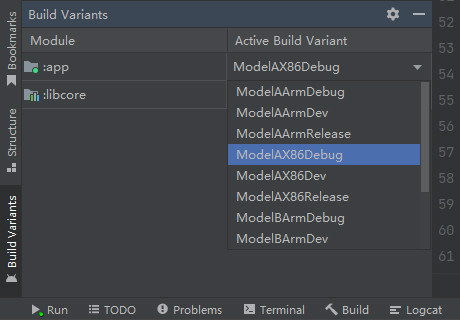 Build Variants
Module
Active Build Variant
:app
ModelAX86Debug
:libcore
ModelAArmDebug
ModelAArmDev
ModelAArmRelease
ModelAX86Debug
ModelAX86Dev
ModelAX86Release
ModelBArmDebug
ModelBArmDev
Bookmarks
Structure
Build Variants
52
53
54
55
56
57
58
59
60
61
Run
TODO
Problems
Terminal
Build
Logcat